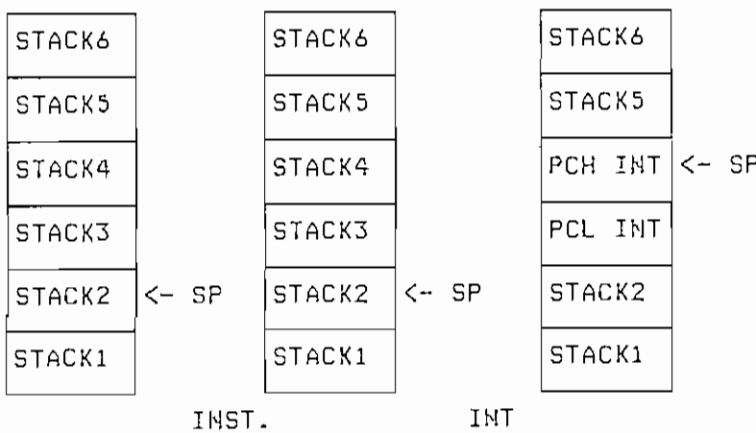 STACK6 STACK6 STACK6
STACK5 STACK5 STACK5
STACK4 STACK4 PCH INT <- SP
STACK3 STACK3 PCL INT
STACK2 <- SP STACK2 <- SP STACK2
STACK1 STACK1 STACK1
INST. INT